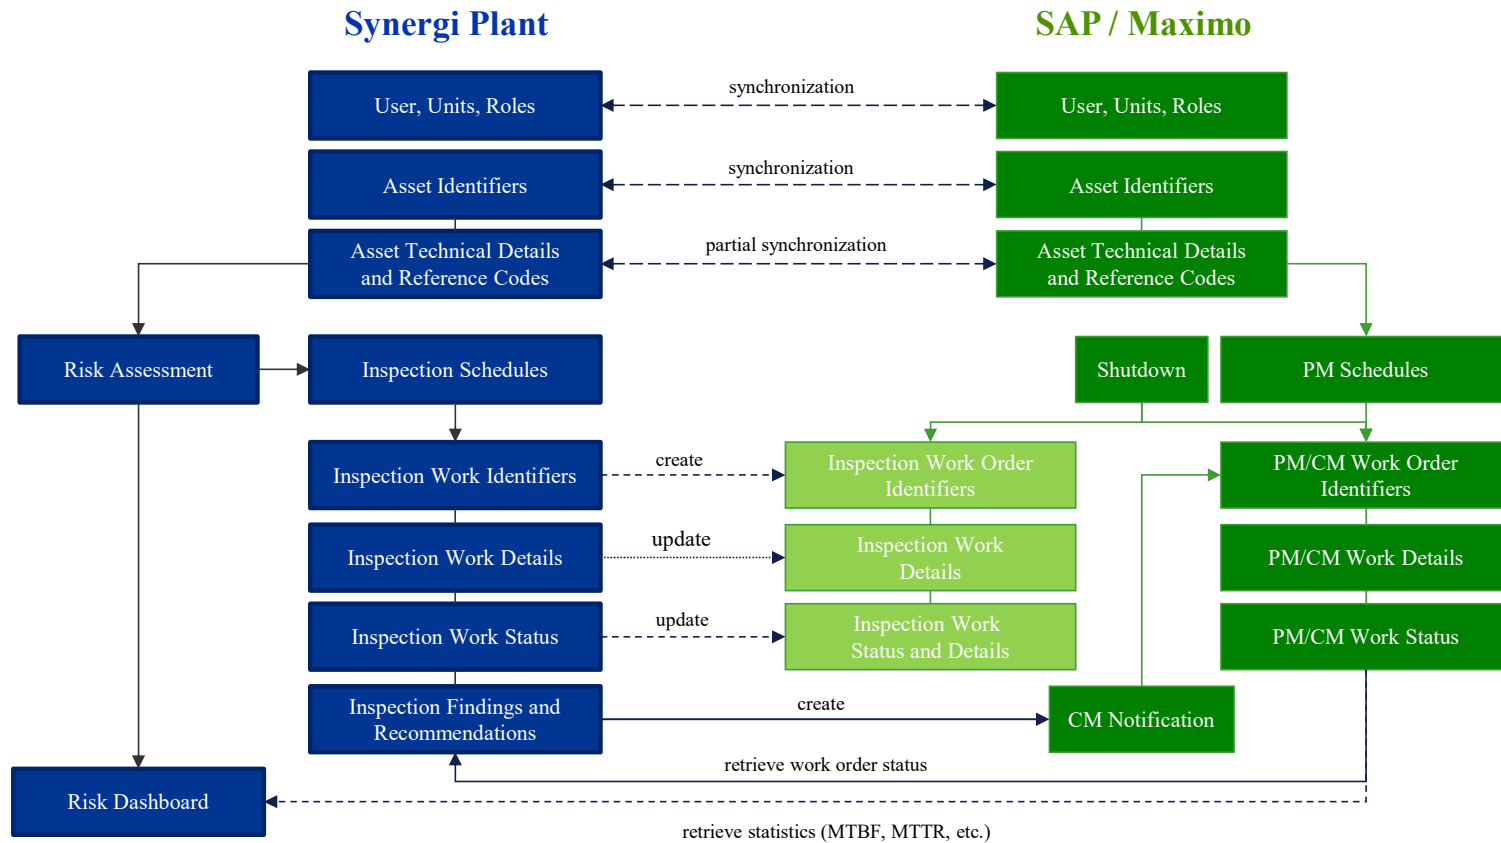 Synergi Plant
SAP / Maximo
User, Units, Roles
synchronization
User, Units, Roles
Asset Identifiers
synchronization
Asset Identifiers
Asset Technical Details
and Reference Codes
partial synchronization
Asset Technical Details
and Reference Codes
Risk Assessment
Inspection Schedules
Shutdown
PM Schedules
Inspection Work Identifiers
create
Inspection Work Order
Identifiers
PM/CM Work Order
Identifiers
Inspection Work Details
update
Inspection Work
Details
PM/CM Work Details
Inspection Work Status
update
Inspection Work
Status and Details
PM/CM Work Status
Inspection Findings and
Recommendations
create
CM Notification
retrieve work order status
Risk Dashboard
retrieve statistics (MTBF, MTTR, etc.)